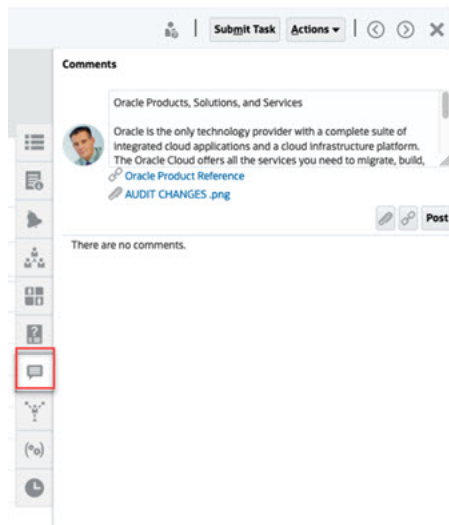 Submit Task Actions
Comments
Oracle Products, Solutions, and Services
Oracle is the only technology provider with a complete suite of
integrated cloud applications and a cloud infrastructure platform.
The Oracle Cloud offers all the services you need to migrate, build,
Oracle Product Reference
AUDIT CHANGES .png
Post
There are no comments.